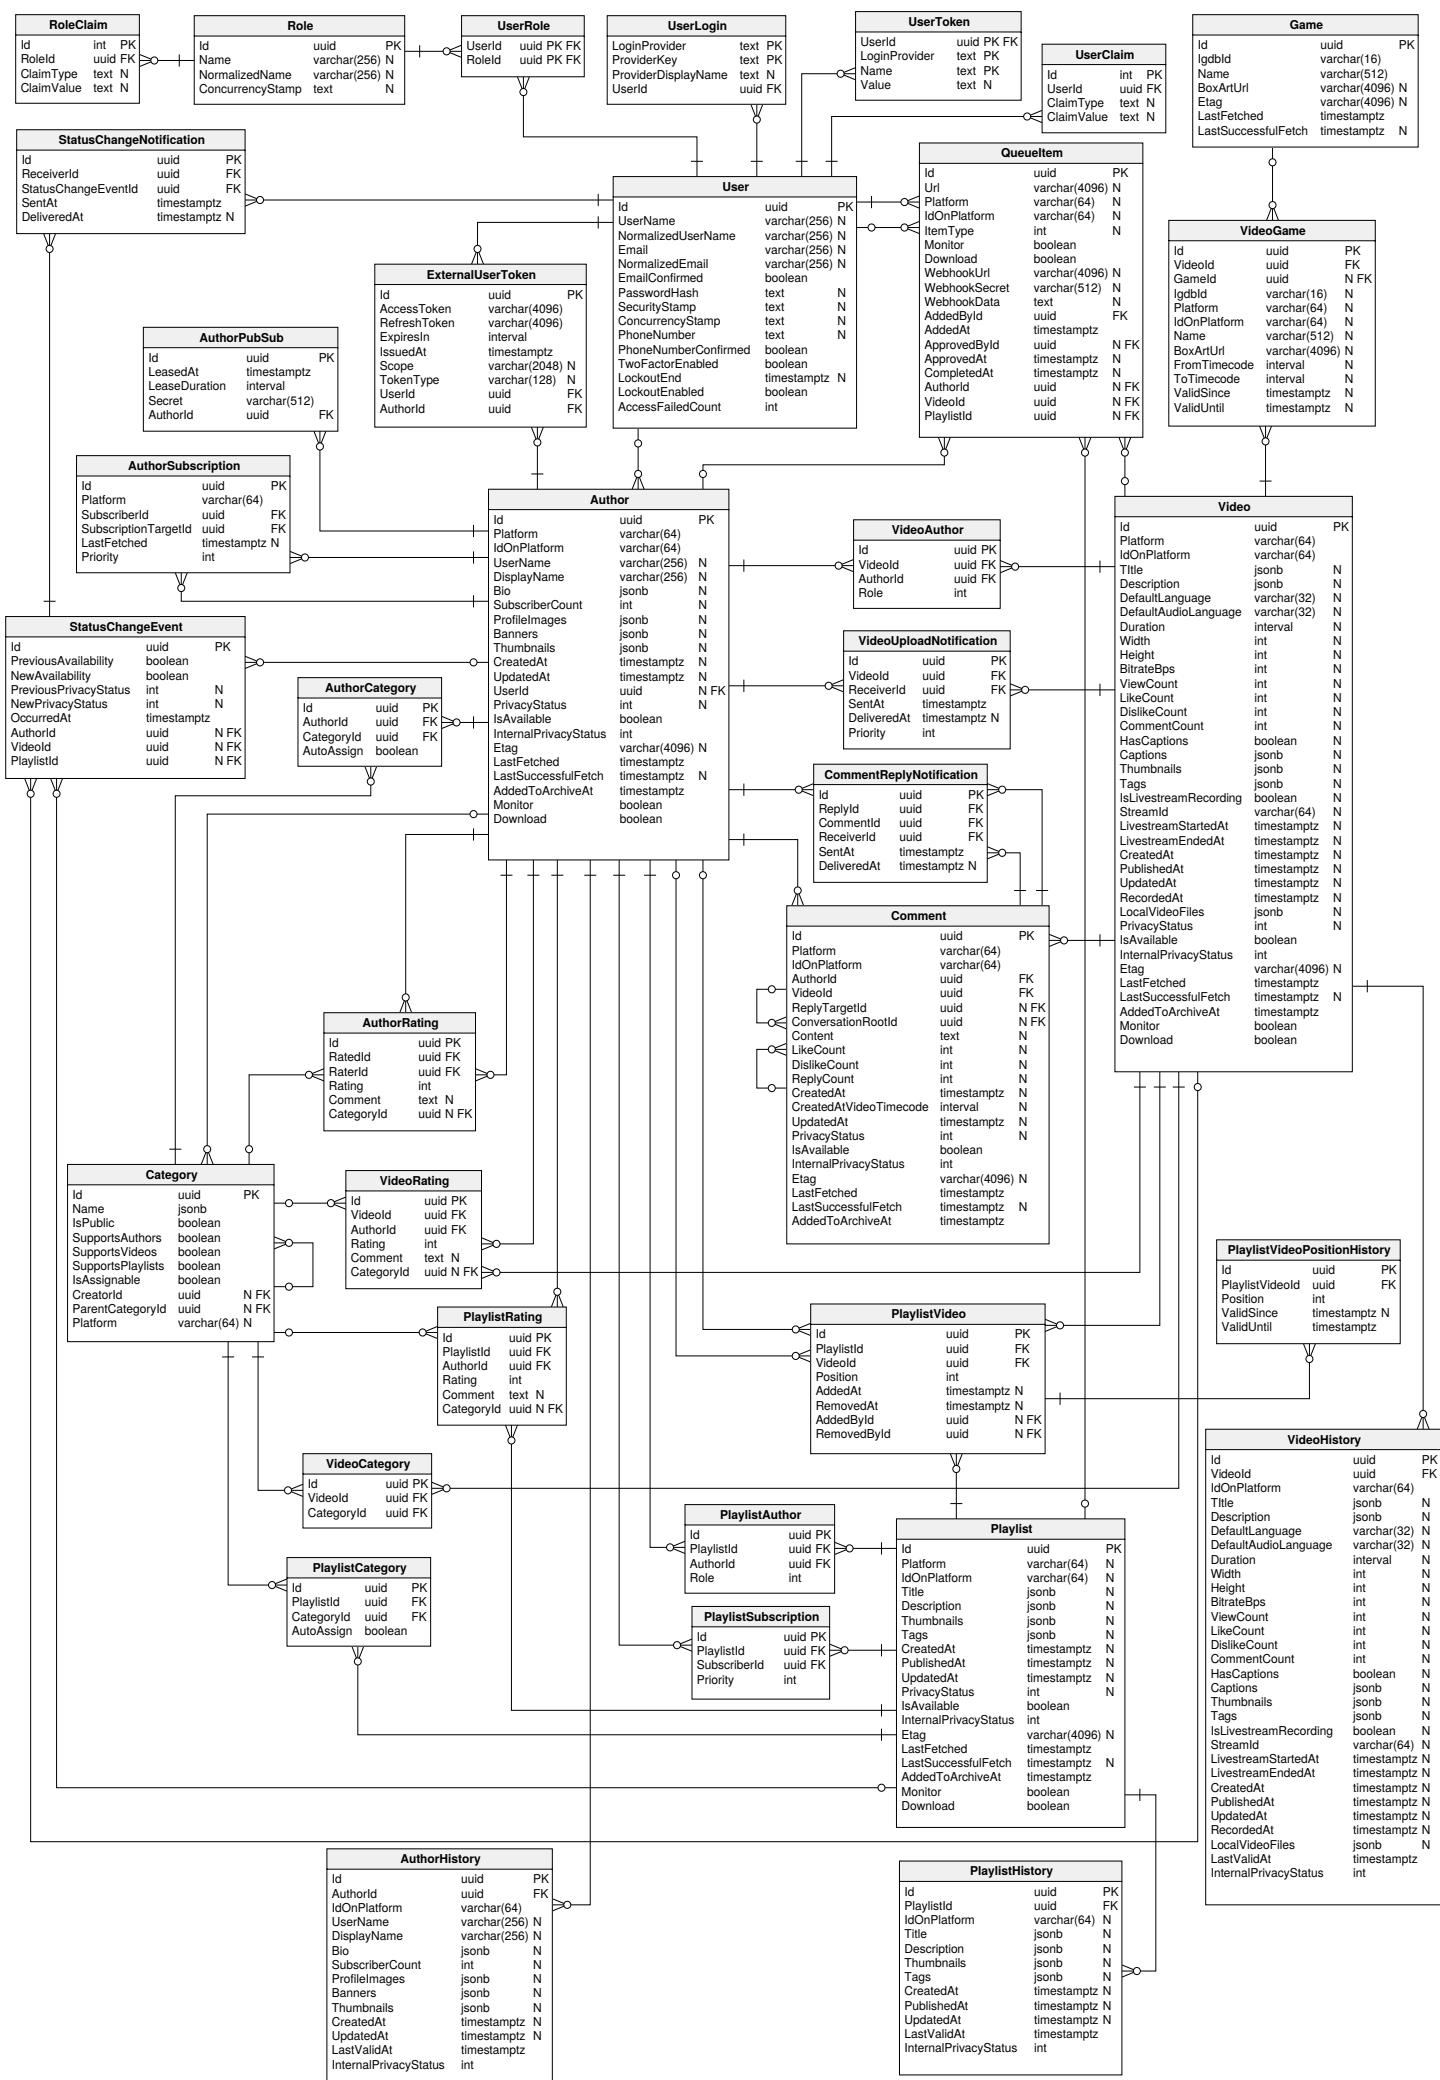 RoleClaim
Id int PK
RoleId uuid FK
ClaimType text N
ClaimValue text N
Role
Id uuid PK
Name varchar(256) N
NormalizedName varchar(256) N
ConcurrencyStamp text N
UserRole
UserId uuid PK FK
RoleId uuid PK FK
UserLogin
LoginProvider text PK
ProviderKey text PK
ProviderDisplayName text N
UserId uuid FK
UserToken
UserId uuid PK FK
LoginProvider text PK
Name text PK
Value text N
UserClaim
Id int PK
UserId uuid FK
ClaimType text N
ClaimValue text N
Game
Id uuid PK
IgdbId varchar(16)
Name varchar(512)
BoxArtUrl varchar(4096) N
Etag varchar(4096) N
LastFetched timestamptz
LastSuccessfulFetch timestamptz N
StatusChangeNotification
Id uuid PK
ReceiverId uuid FK
StatusChangeEventId uuid FK
SentAt timestamptz
DeliveredAt timestamptz N
User
Id uuid PK
UserName varchar(256) N
NormalizedUserName varchar(256) N
Email varchar(256) N
NormalizedEmail varchar(256) N
EmailConfirmed boolean
PasswordHash text N
SecurityStamp text N
ConcurrencyStamp text N
PhoneNumber text N
PhoneNumberConfirmed boolean
TwoFactorEnabled boolean
LockoutEnd timestamptz N
LockoutEnabled boolean
AccessFailedCount int
QueueItem
Id uuid PK
Url varchar(4096) N
Platform varchar(64) N
IdOnPlatform varchar(64) N
ItemType int N
Monitor boolean
Download boolean
WebhookUrl varchar(4096) N
WebhookSecret varchar(512) N
WebhookData text N
AddedById uuid FK
AddedAt timestamptz
ApprovedById uuid N FK
ApprovedAt timestamptz N
CompletedAt timestamptz N
AuthorId uuid N FK
VideoId uuid N FK
PlaylistId uuid N FK
VideoGame
Id uuid PK
VideoId uuid FK
GameId uuid N FK
IgdbId varchar(16) N
Platform varchar(64) N
IdOnPlatform varchar(64) N
Name varchar(512) N
BoxArtUrl varchar(4096) N
FromTimecode interval N
ToTimecode interval N
ValidSince timestamptz N
ValidUntil timestamptz N
ExternalUserToken
Id uuid PK
AccessToken varchar(4096)
RefreshToken varchar(4096)
ExpiresIn interval
IssuedAt timestamptz
Scope varchar(2048) N
TokenType varchar(128) N
UserId uuid FK
AuthorId uuid FK
AuthorPubSub
Id uuid PK
LeasedAt timestamptz
LeaseDuration interval
Secret varchar(512)
AuthorId uuid FK
AuthorSubscription
Id uuid PK
Platform varchar(64)
SubscriberId uuid FK
SubscriptionTargetId uuid FK
LastFetched timestamptz N
Priority int
Author
Id uuid PK
Platform varchar(64)
IdOnPlatform varchar(64)
UserName varchar(256) N
DisplayName varchar(256) N
Bio jsonb N
SubscriberCount int N
ProfileImages jsonb N
Banners jsonb N
Thumbnails jsonb N
CreatedAt timestamptz N
UpdatedAt timestamptz N
UserId uuid N FK
PrivacyStatus int N
IsAvailable boolean
InternalPrivacyStatus int
Etag varchar(4096) N
LastFetched timestamptz
LastSuccessfulFetch timestamptz N
AddedToArchiveAt timestamptz
Monitor boolean
Download boolean
VideoAuthor
Id uuid PK
VideoId uuid FK
AuthorId uuid FK
Role int
Video
Id uuid PK
Platform varchar(64)
IdOnPlatform varchar(64)
TItle jsonb N
Description jsonb N
DefaultLanguage varchar(32) N
DefaultAudioLanguage varchar(32) N
Duration interval N
Width int N
Height int N
BitrateBps int N
ViewCount int N
LikeCount int N
DislikeCount int N
CommentCount int N
HasCaptions boolean N
Captions jsonb N
Thumbnails jsonb N
Tags jsonb N
IsLivestreamRecording boolean N
StreamId varchar(64) N
LivestreamStartedAt timestamptz N
LivestreamEndedAt timestamptz N
CreatedAt timestamptz N
PublishedAt timestamptz N
UpdatedAt timestamptz N
RecordedAt timestamptz N
LocalVideoFiles jsonb N
PrivacyStatus int N
IsAvailable boolean
InternalPrivacyStatus int
Etag varchar(4096) N
LastFetched timestamptz
LastSuccessfulFetch timestamptz N
AddedToArchiveAt timestamptz
Monitor boolean
Download boolean
StatusChangeEvent
Id uuid PK
PreviousAvailability boolean
NewAvailability boolean
PreviousPrivacyStatus int N
NewPrivacyStatus int N
OccurredAt timestamptz
AuthorId uuid N FK
VideoId uuid N FK
PlaylistId uuid N FK
AuthorCategory
Id uuid PK
AuthorId uuid FK
CategoryId uuid FK
AutoAssign boolean
VideoUploadNotification
Id uuid PK
VideoId uuid FK
ReceiverId uuid FK
SentAt timestamptz
DeliveredAt timestamptz N
Priority int
CommentReplyNotification
Id uuid PK
ReplyId uuid FK
CommentId uuid FK
ReceiverId uuid FK
SentAt timestamptz
DeliveredAt timestamptz N
Comment
Id uuid PK
Platform varchar(64)
IdOnPlatform varchar(64)
AuthorId uuid FK
VideoId uuid FK
ReplyTargetId uuid N FK
ConversationRootId uuid N FK
Content text N
LikeCount int N
DislikeCount int N
ReplyCount int N
CreatedAt timestamptz N
CreatedAtVideoTimecode interval N
UpdatedAt timestamptz N
PrivacyStatus int N
IsAvailable boolean
InternalPrivacyStatus int
Etag varchar(4096) N
LastFetched timestamptz
LastSuccessfulFetch timestamptz N
AddedToArchiveAt timestamptz
AuthorRating
Id uuid PK
RatedId uuid FK
RaterId uuid FK
Rating int
Comment text N
CategoryId uuid N FK
Category
Id uuid PK
Name jsonb
IsPublic boolean
SupportsAuthors boolean
SupportsVideos boolean
SupportsPlaylists boolean
IsAssignable boolean
CreatorId uuid N FK
ParentCategoryId uuid N FK
Platform varchar(64) N
VideoRating
Id uuid PK
VideoId uuid FK
AuthorId uuid FK
Rating int
Comment text N
CategoryId uuid N FK
PlaylistRating
Id uuid PK
PlaylistId uuid FK
AuthorId uuid FK
Rating int
Comment text N
CategoryId uuid N FK
PlaylistVideo
Id uuid PK
PlaylistId uuid FK
VideoId uuid FK
Position int
AddedAt timestamptz N
RemovedAt timestamptz N
AddedById uuid N FK
RemovedById uuid N FK
PlaylistVideoPositionHistory
Id uuid PK
PlaylistVideoId uuid FK
Position int
ValidSince timestamptz N
ValidUntil timestamptz
VideoCategory
Id uuid PK
VideoId uuid FK
CategoryId uuid FK
PlaylistCategory
Id uuid PK
PlaylistId uuid FK
CategoryId uuid FK
AutoAssign boolean
PlaylistAuthor
Id uuid PK
PlaylistId uuid FK
AuthorId uuid FK
Role int
PlaylistSubscription
Id uuid PK
PlaylistId uuid FK
SubscriberId uuid FK
Priority int
Playlist
Id uuid PK
Platform varchar(64) N
IdOnPlatform varchar(64) N
Title jsonb N
Description jsonb N
Thumbnails jsonb N
Tags jsonb N
CreatedAt timestamptz N
PublishedAt timestamptz N
UpdatedAt timestamptz N
PrivacyStatus int N
IsAvailable boolean
InternalPrivacyStatus int
Etag varchar(4096) N
LastFetched timestamptz
LastSuccessfulFetch timestamptz N
AddedToArchiveAt timestamptz
Monitor boolean
Download boolean
VideoHistory
Id uuid PK
VideoId uuid FK
IdOnPlatform varchar(64)
TItle jsonb N
Description jsonb N
DefaultLanguage varchar(32) N
DefaultAudioLanguage varchar(32) N
Duration interval N
Width int N
Height int N
BitrateBps int N
ViewCount int N
LikeCount int N
DislikeCount int N
CommentCount int N
HasCaptions boolean N
Captions jsonb N
Thumbnails jsonb N
Tags jsonb N
IsLivestreamRecording boolean N
StreamId varchar(64) N
LivestreamStartedAt timestamptz N
LivestreamEndedAt timestamptz N
CreatedAt timestamptz N
PublishedAt timestamptz N
UpdatedAt timestamptz N
RecordedAt timestamptz N
LocalVideoFiles jsonb N
LastValidAt timestamptz
InternalPrivacyStatus int
AuthorHistory
Id uuid PK
AuthorId uuid FK
IdOnPlatform varchar(64)
UserName varchar(256) N
DisplayName varchar(256) N
Bio jsonb N
SubscriberCount int N
ProfileImages jsonb N
Banners jsonb N
Thumbnails jsonb N
CreatedAt timestamptz N
UpdatedAt timestamptz N
LastValidAt timestamptz
InternalPrivacyStatus int
PlaylistHistory
Id uuid PK
PlaylistId uuid FK
IdOnPlatform varchar(64) N
Title jsonb N
Description jsonb N
Thumbnails jsonb N
Tags jsonb N
CreatedAt timestamptz N
PublishedAt timestamptz N
UpdatedAt timestamptz N
LastValidAt timestamptz
InternalPrivacyStatus int